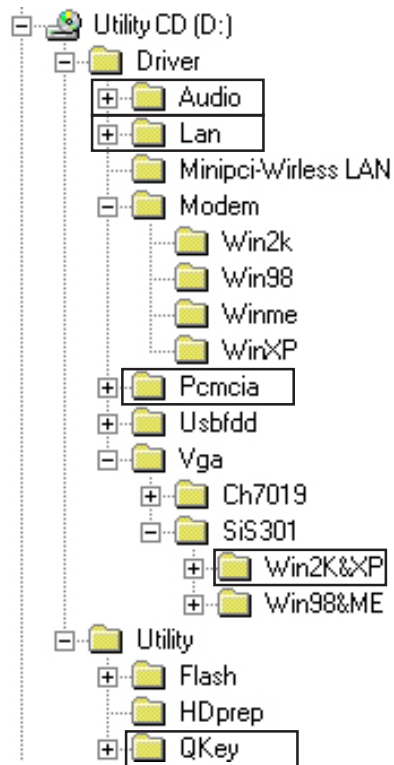 Utility CD (D:)
Driver
Audio
Lan
Minipci-Wirless LAN
Modem
Win2k
Win98
Winme
WinXP
Pcmcia
Usbfdd
Vga
Ch7019
SiS301
Win2K&XP
Win98&ME
Utility
Flash
HDprep
QKey